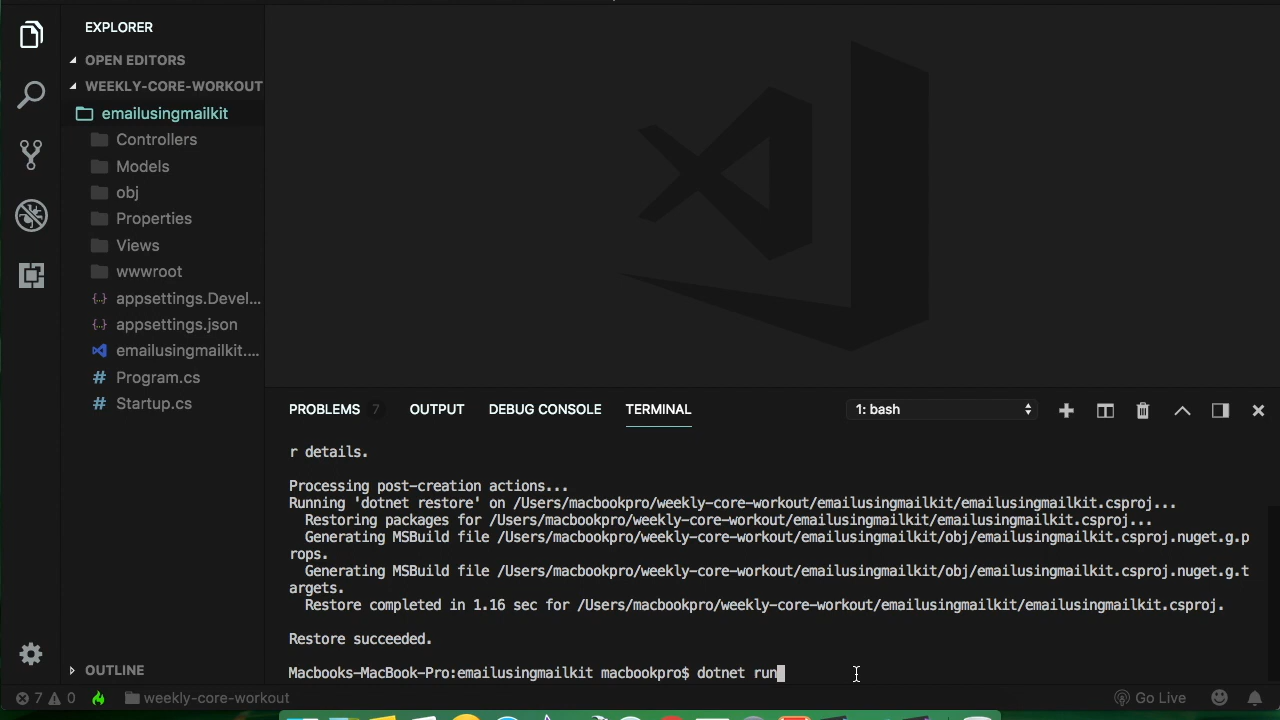 EXPLORER
OPEN EDITORS
WEEKLY-CORE-WORKOUT
emailusingmailkit
Controllers
Models
obj
Properties
Views
wwwroot
appsettings.Devel...
appsettings.json
emailusingmailkit....
Program.cs
Startup.cs
OUTLINE
PROBLEMS 7 OUTPUT DEBUG CONSOLE TERMINAL 1: bash
r details.
Processing post-creation actions...
Running 'dotnet restore' on /Users/macbookpro/weekly-core-workout/emailusingmailkit/emailusingmailkit.csproj...
Restoring packages for /Users/macbookpro/weekly-core-workout/emailusingmailkit/emailusingmailkit.csproj...
Generating MSBuild file /Users/macbookpro/weekly-core-workout/emailusingmailkit/obj/emailusingmailkit.csproj.nuget.g.p
rops.
Generating MSBuild file /Users/macbookpro/weekly-core-workout/emailusingmailkit/obj/emailusingmailkit.csproj.nuget.g.t
argets.
Restore completed in 1.16 sec for /Users/macbookpro/weekly-core-workout/emailusingmailkit/emailusingmailkit.csproj.
Restore succeeded.
Macbooks-MacBook-Pro:emailusingmailkit macbookpro$ dotnet run
7 0 weekly-core-workout Go Live